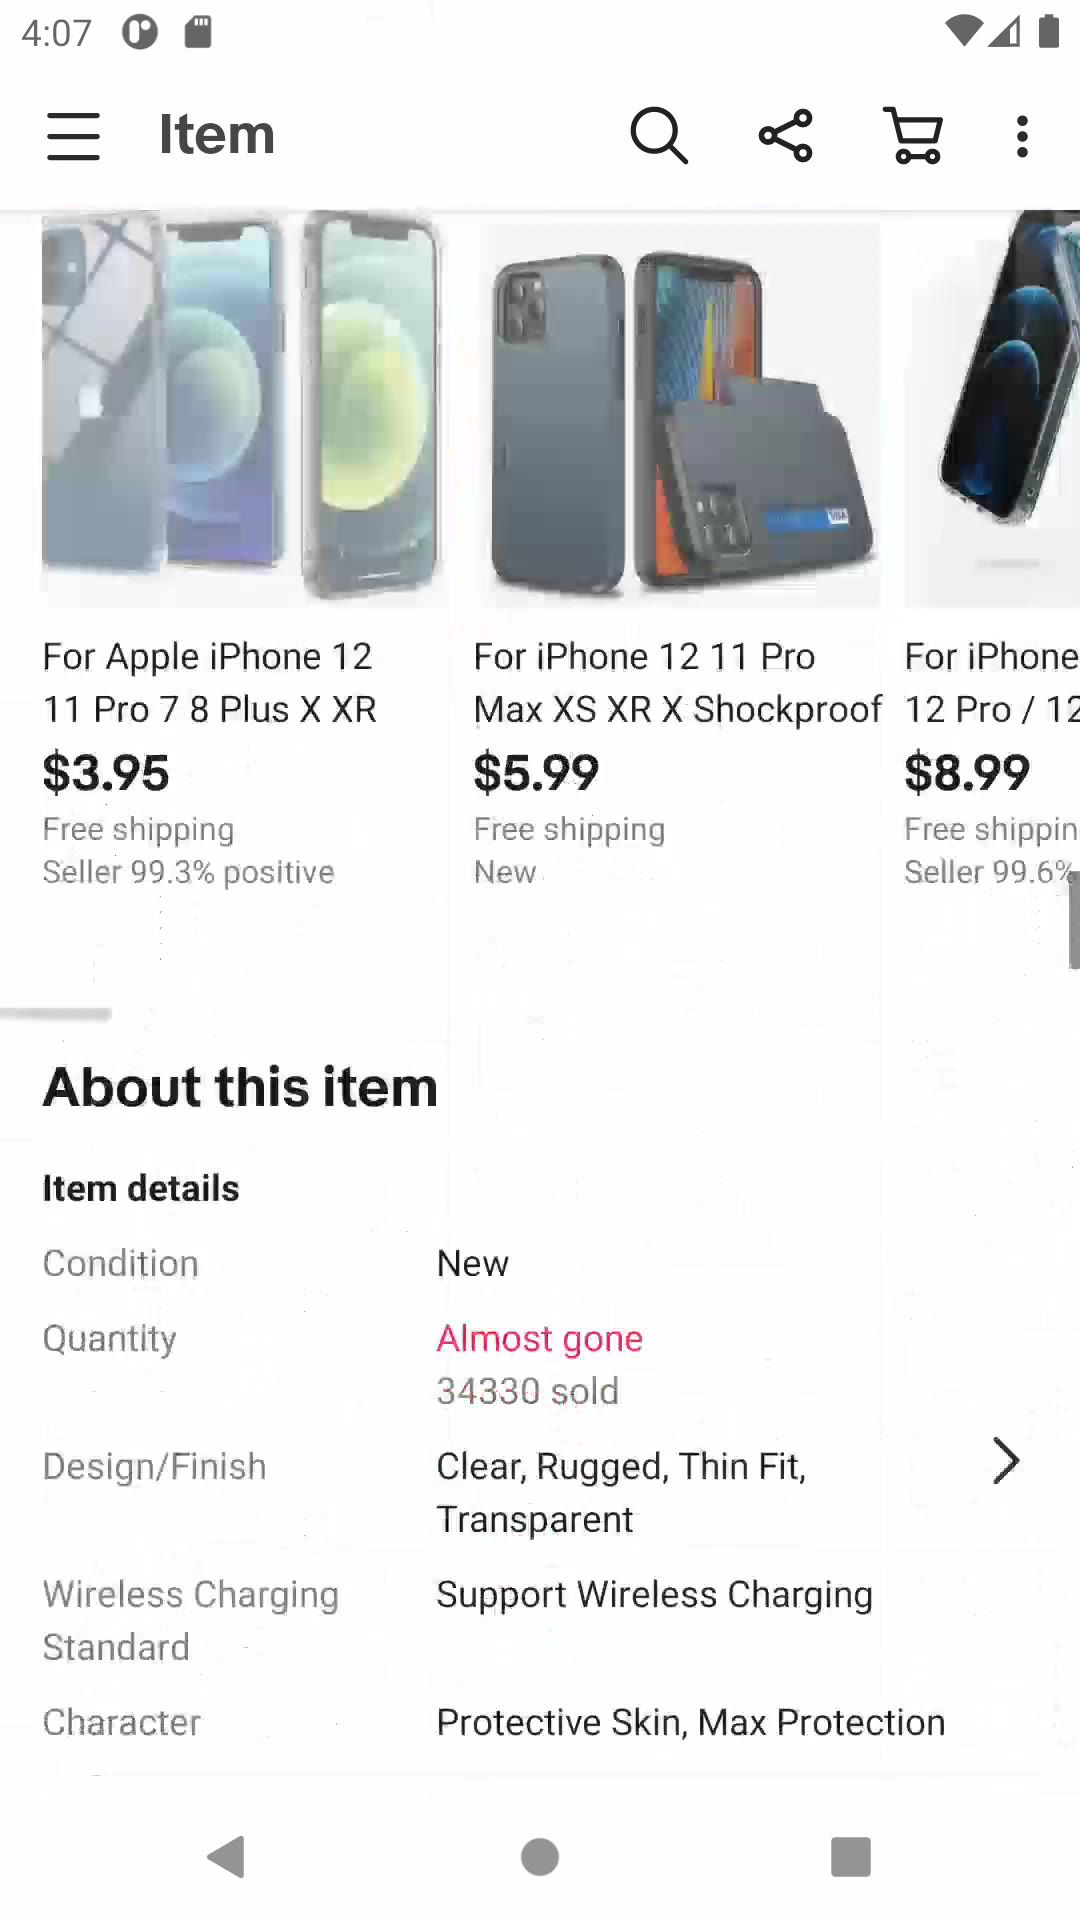 4:07
Item
VISA
For Apple iPhone 12
11 Pro 7 8 Plus X XR
$3.95
Free shipping
Seller 99.3% positive
For iPhone 12 11 Pro
Max XS XR X Shockproof
$5.99
Free shipping
New
For iPhone
12 Pro / 12
$8.99
Free shippin
Seller 99.6%
About this item
Item details
Condition
New
Quantity
Almost gone
34330 sold
Design/Finish
Clear, Rugged, Thin Fit,
Transparent
Wireless Charging
Standard
Support Wireless Charging
Character
Protective Skin, Max Protection